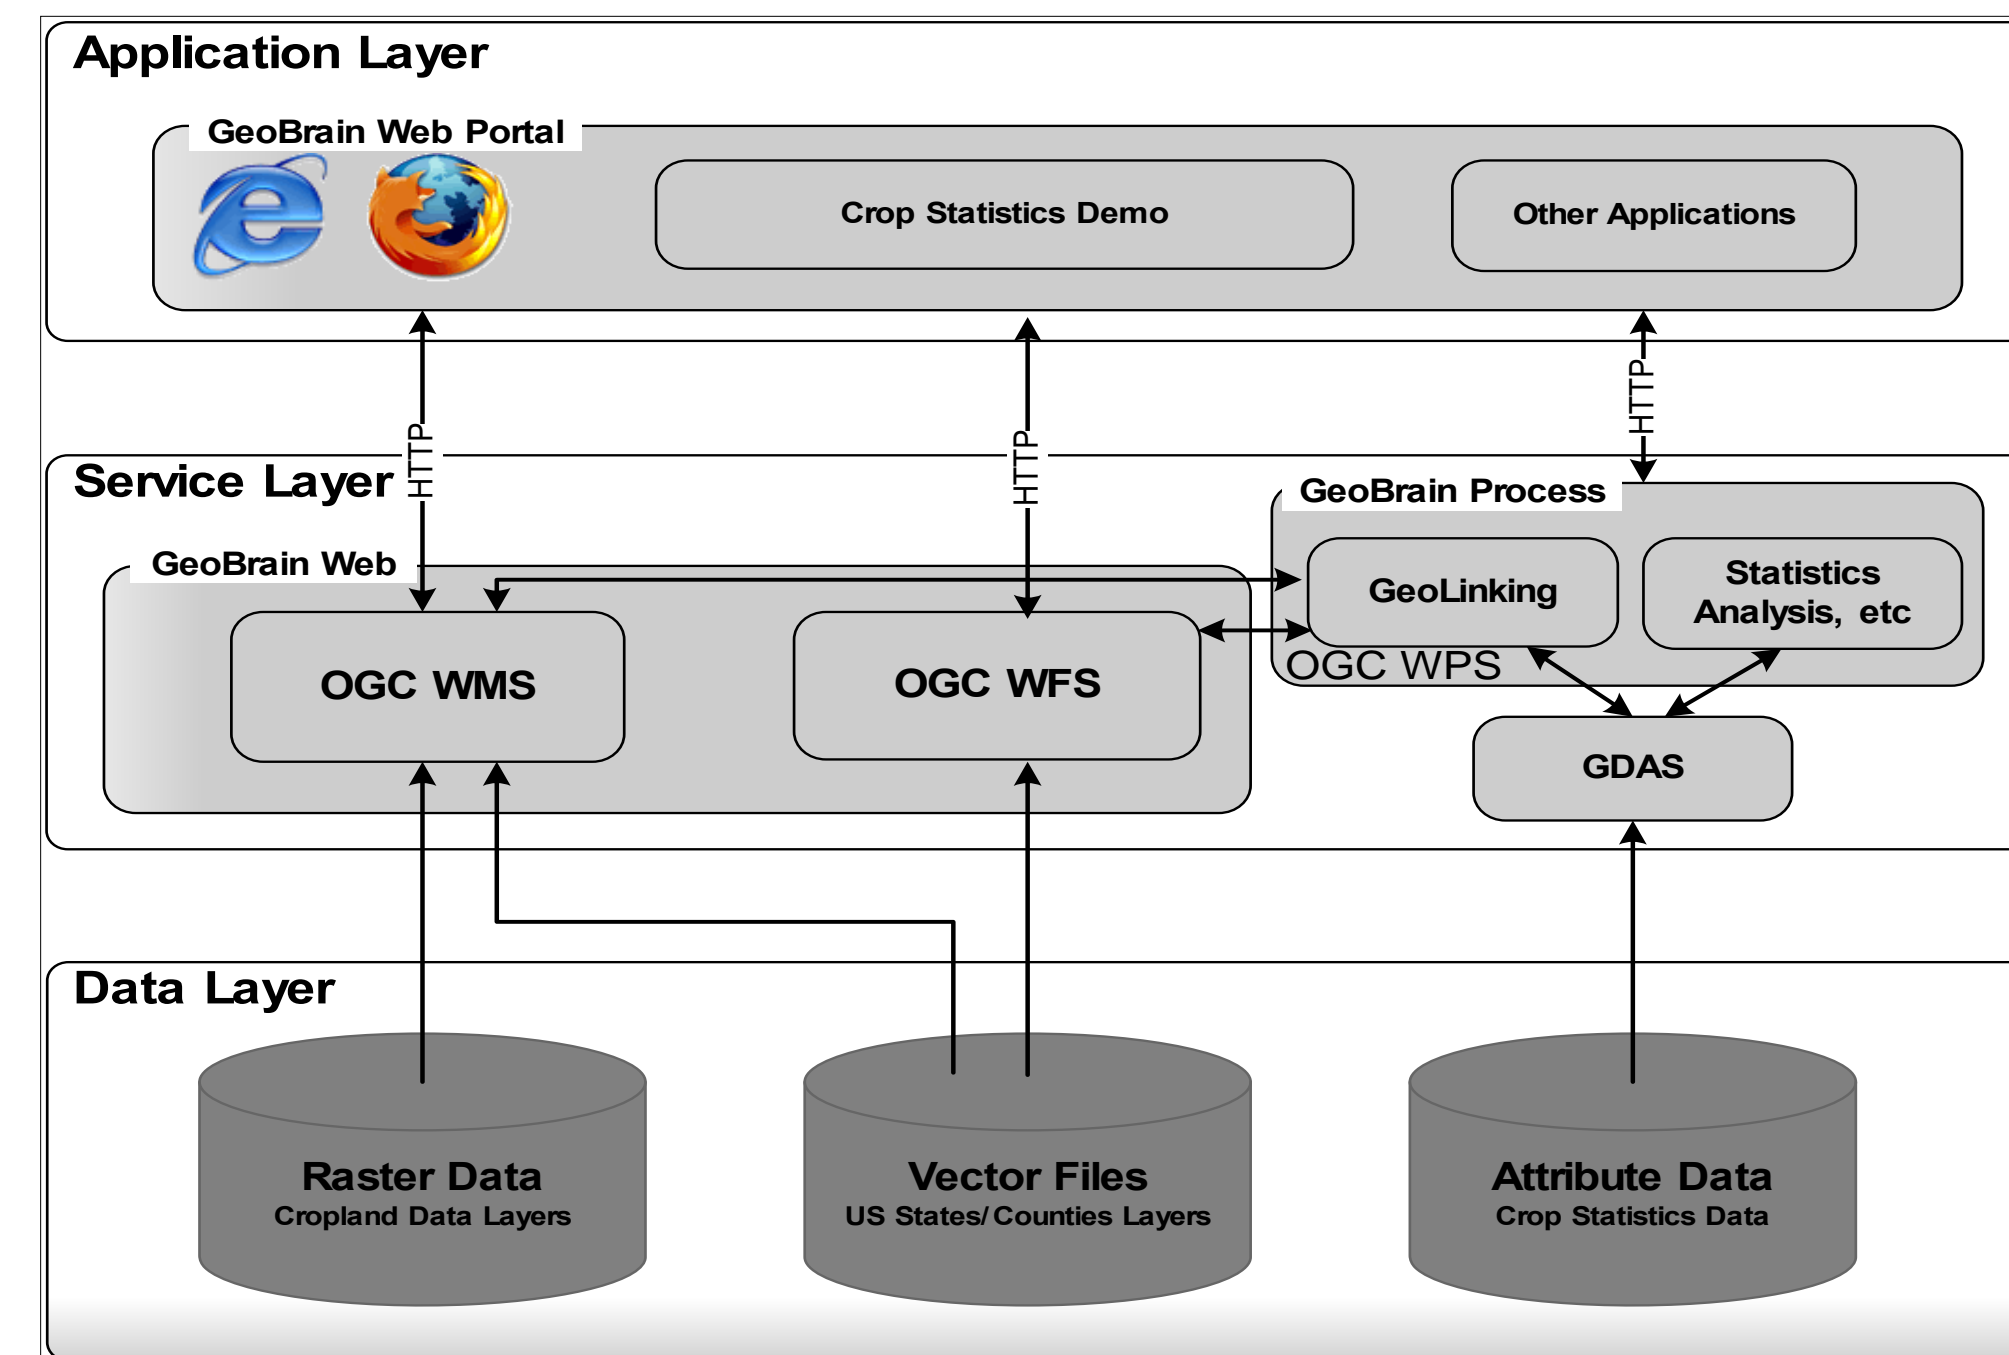 Application Layer
GeoBrain Web Portal
Crop Statistics Demo
Other Applications
HTTP
HTTP
HTTP
Service Layer
GeoBrain Process
GeoBrain Web
GeoLinking
Statistics
Analysis, etc
OGC WPS
OGC WMS
OGC WFS
GDAS
Data Layer
Raster Data
Cropland Data Layers
Vector Files
US States/Counties Layers
Attribute Data
Crop Statistics Data